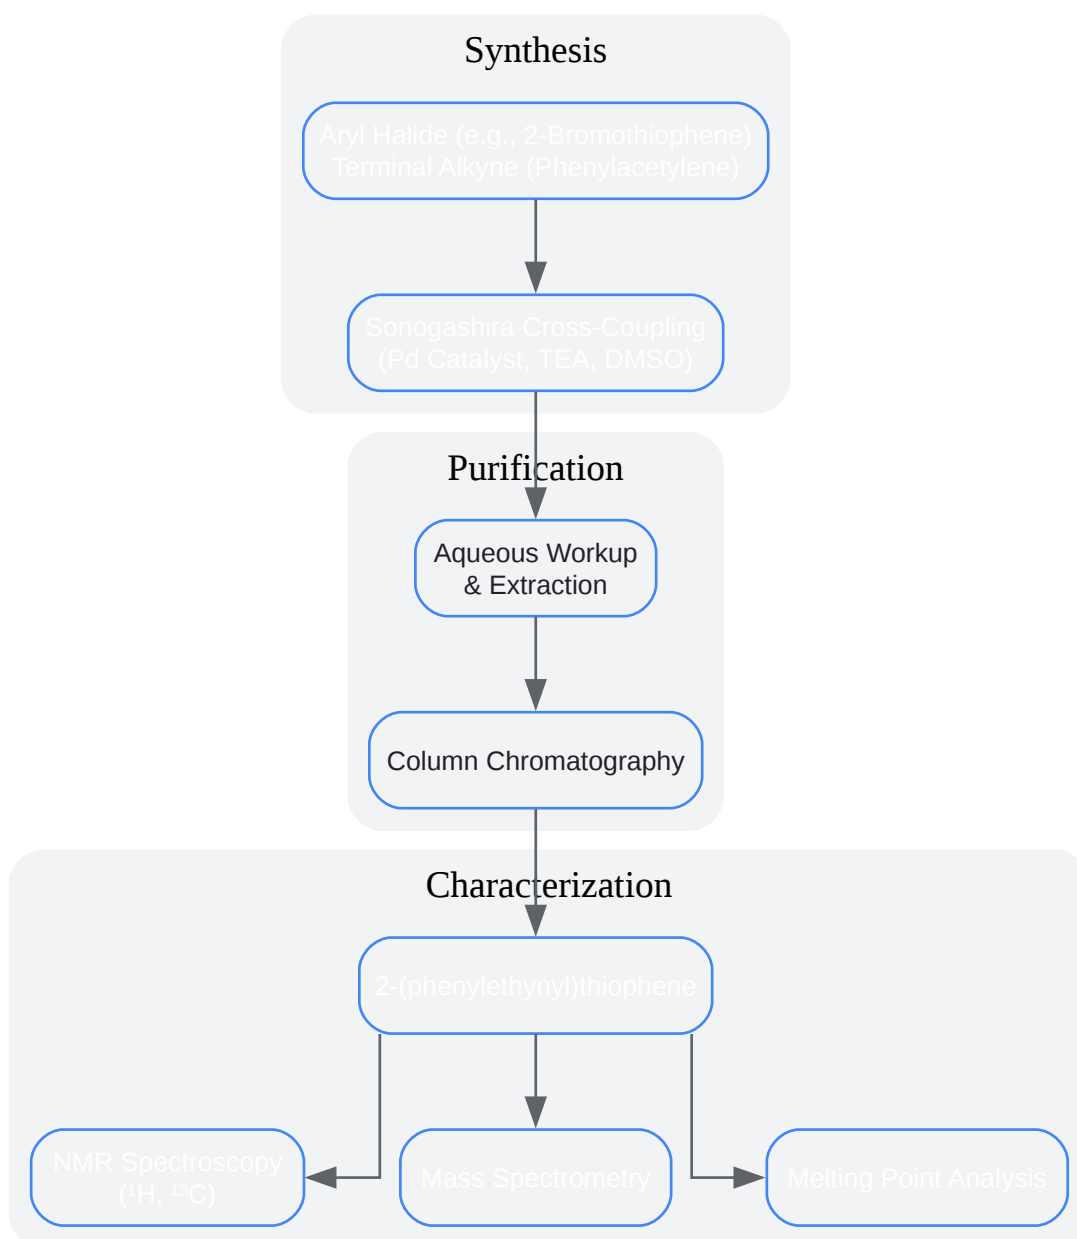 Synthesis
Aryl Halide (e.g., 2-Bromothiophene)
Terminal Alkyne (Phenylacetylene)
Sonogashira Cross-Coupling
(Pd Catalyst, TEA, DMSO)
Purification
Aqueous Workup
& Extraction
Column Chromatography
Characterization
2-(phenylethynyl)thiophene
NMR Spectroscopy
(¹H, ¹³C)
Mass Spectrometry
Melting Point Analysis